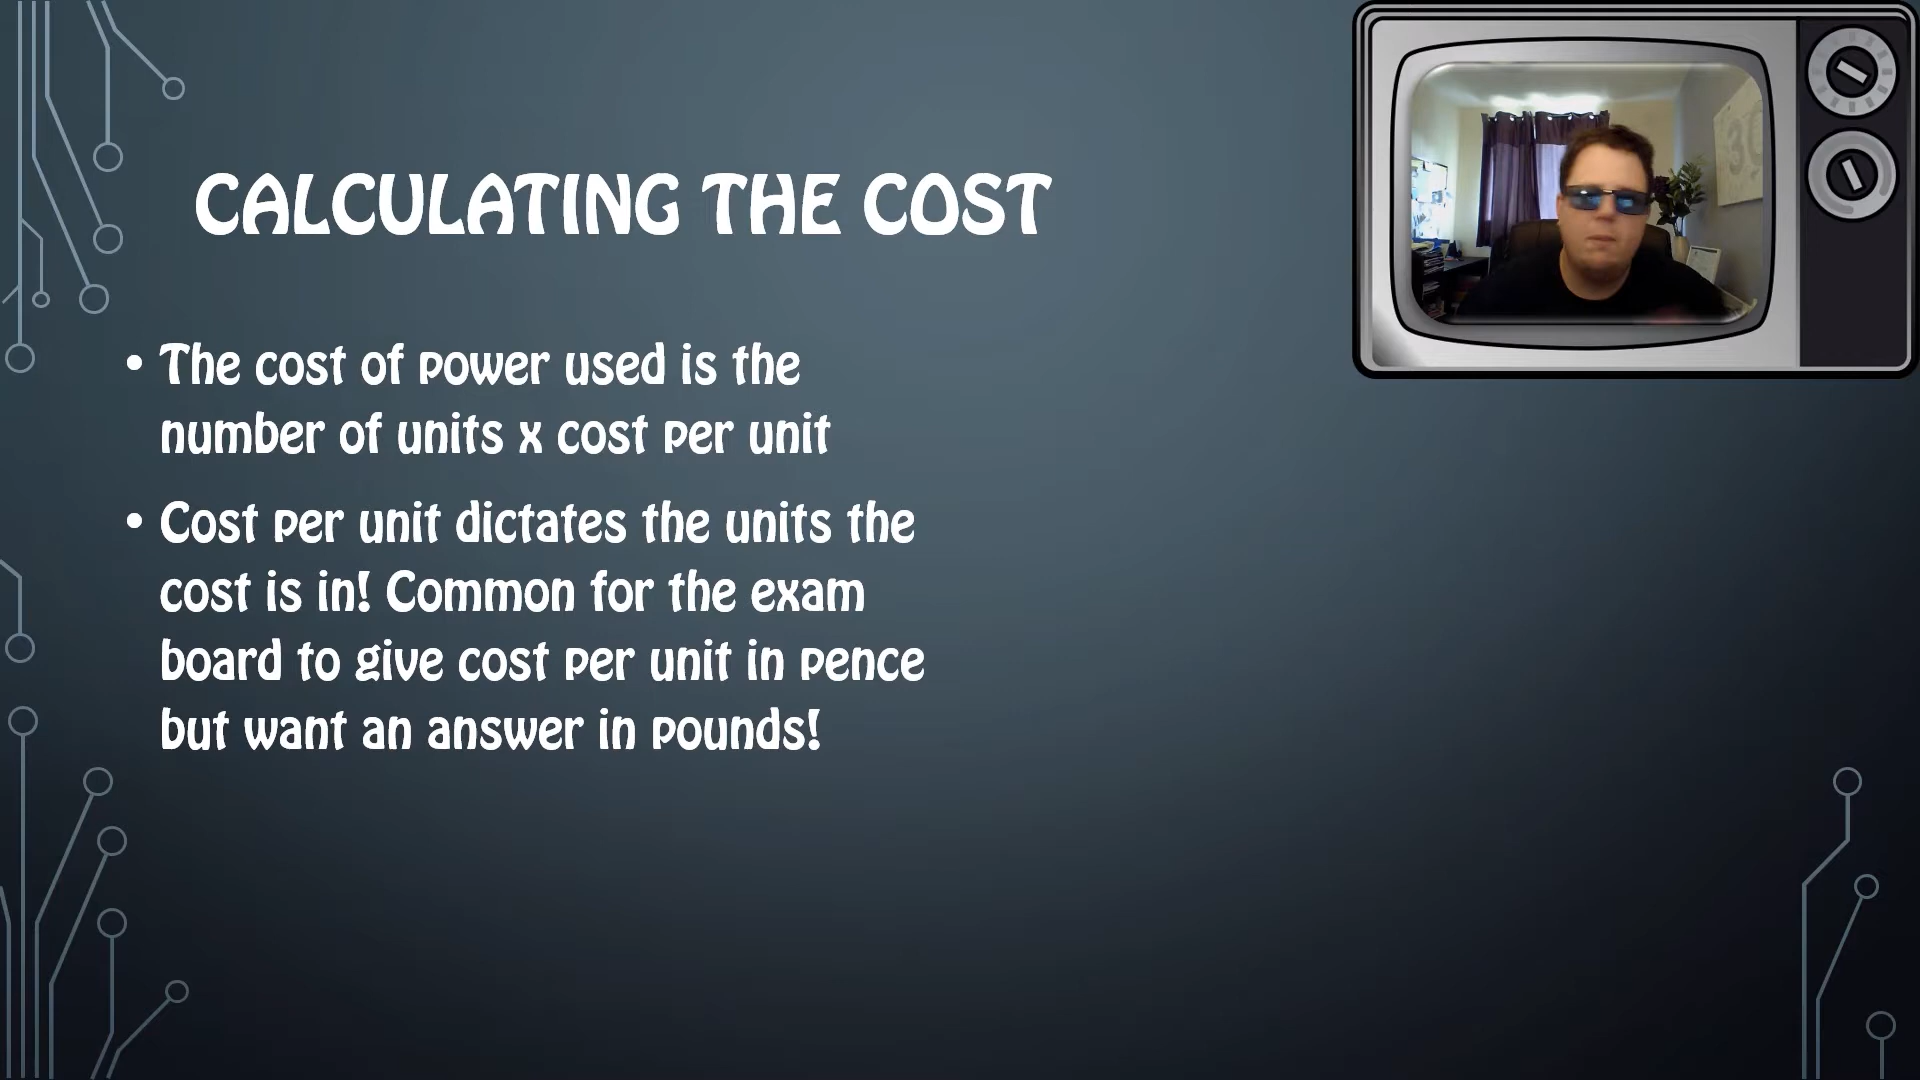 CALCULATING THE COST
• The cost of power used is the
number of units x cost per unit
• Cost per unit dictates the units the
cost is in! Common for the exam
board to give cost per unit in pence
but want an answer in pounds!
30